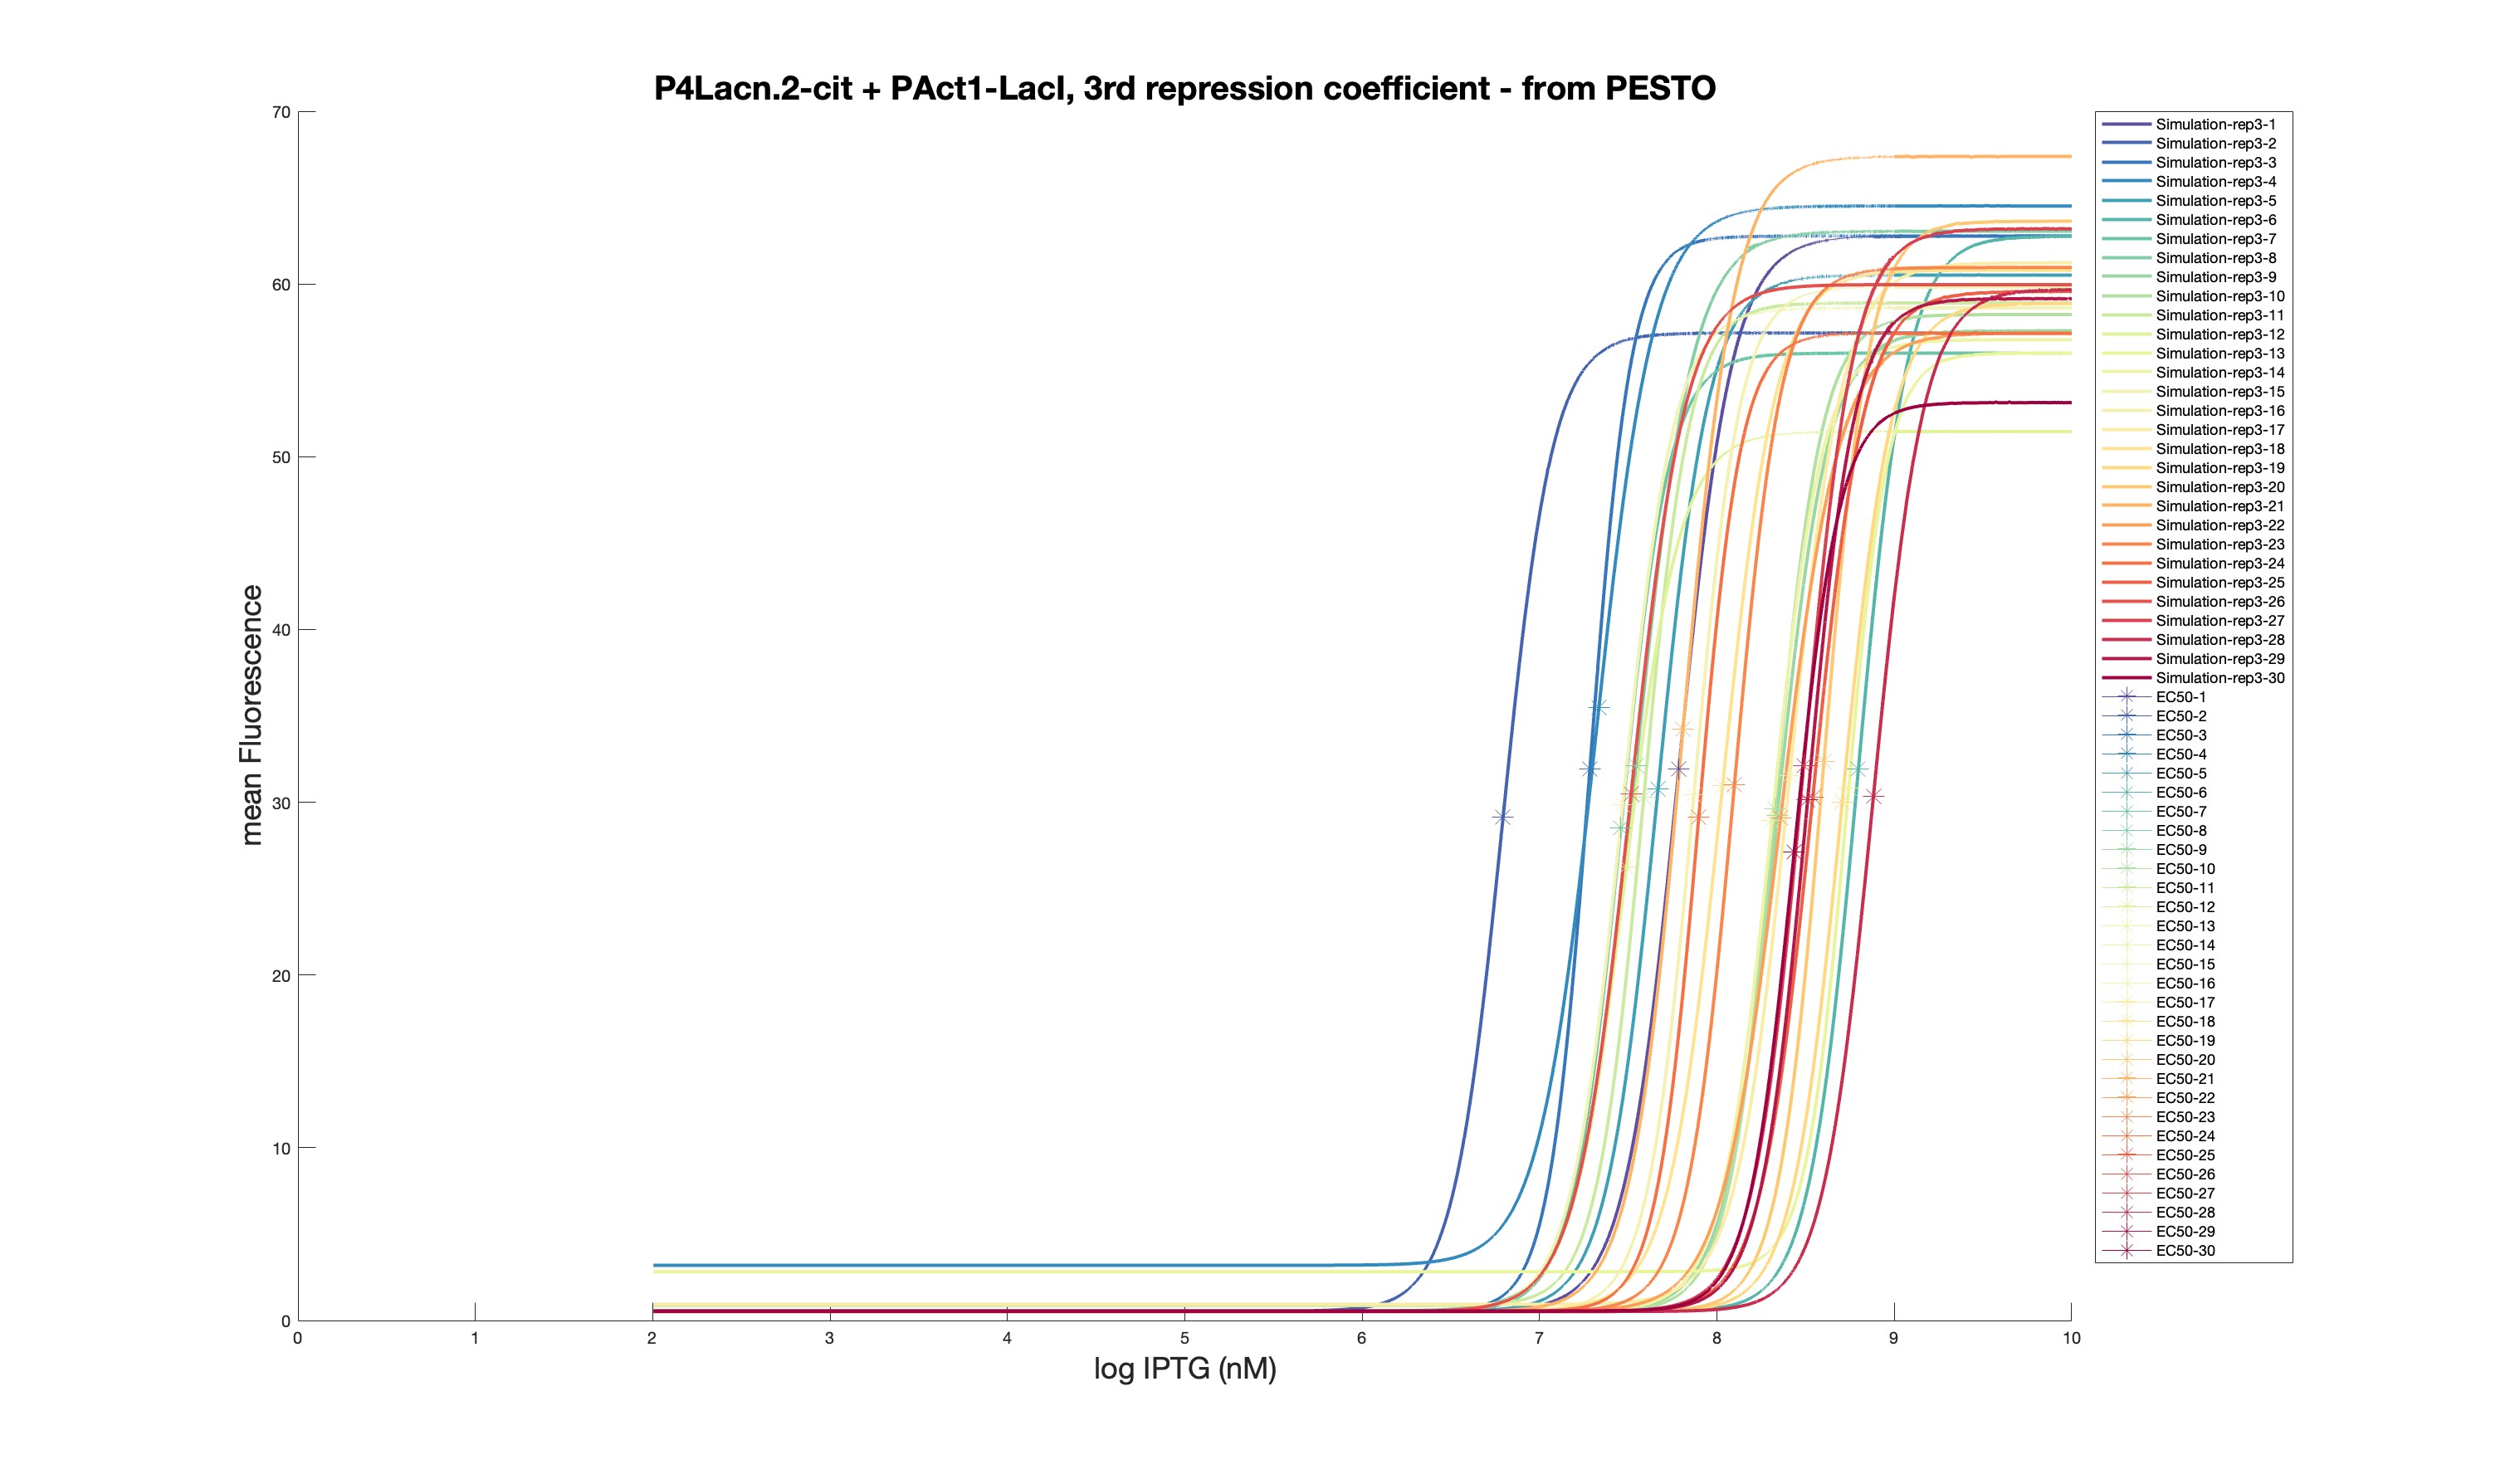 P4Lacn.2-cit + PAct1-LacI, 3rd repression coefficient - from PESTO
70
60
50
40
30
20
10
0
mean Fluorescence
0
1
2
3
4
5
6
7
8
9
10
log IPTG (nM)
Simulation-rep3-1
Simulation-rep3-2
Simulation-rep3-3
Simulation-rep3-4
Simulation-rep3-5
Simulation-rep3-6
Simulation-rep3-7
Simulation-rep3-8
Simulation-rep3-9
Simulation-rep3-10
Simulation-rep3-11
Simulation-rep3-12
Simulation-rep3-13
Simulation-rep3-14
Simulation-rep3-15
Simulation-rep3-16
Simulation-rep3-17
Simulation-rep3-18
Simulation-rep3-19
Simulation-rep3-20
Simulation-rep3-21
Simulation-rep3-22
Simulation-rep3-23
Simulation-rep3-24
Simulation-rep3-25
Simulation-rep3-26
Simulation-rep3-27
Simulation-rep3-28
Simulation-rep3-29
Simulation-rep3-30
EC50-1
EC50-2
EC50-3
EC50-4
EC50-5
EC50-6
EC50-7
EC50-8
EC50-9
EC50-10
EC50-11
EC50-12
EC50-13
EC50-14
EC50-15
EC50-16
EC50-17
EC50-18
EC50-19
EC50-20
EC50-21
EC50-22
EC50-23
EC50-24
EC50-25
EC50-26
EC50-27
EC50-28
EC50-29
EC50-30